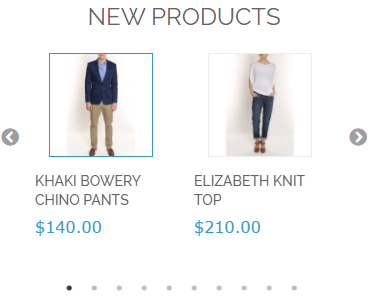 NEW PRODUCTS
KHAKI BOWERY
CHINO PANTS
$140.00
ELIZABETH KNIT
TOP
$210.00